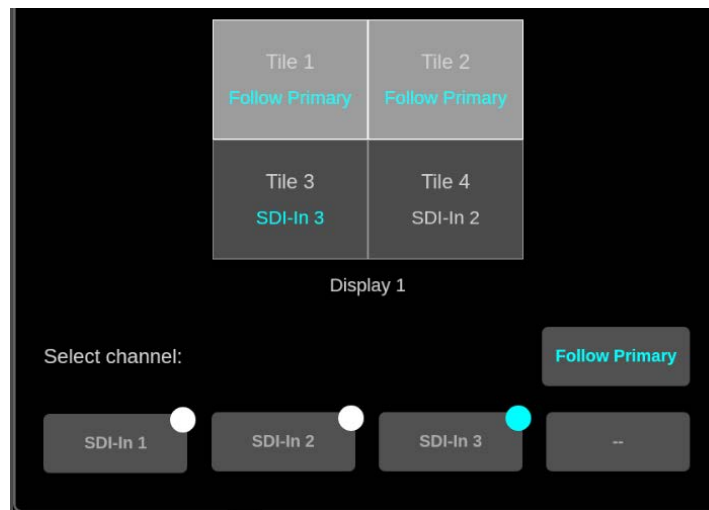 Tile 1
Follow Primary
Tile 2
Follow Primary
Tile 3
SDI-In 3
Tile 4
SDI-In 2
Display 1
Select channel:
Follow Primary
SDI-In 1
SDI-In 2
SDI-In 3
--